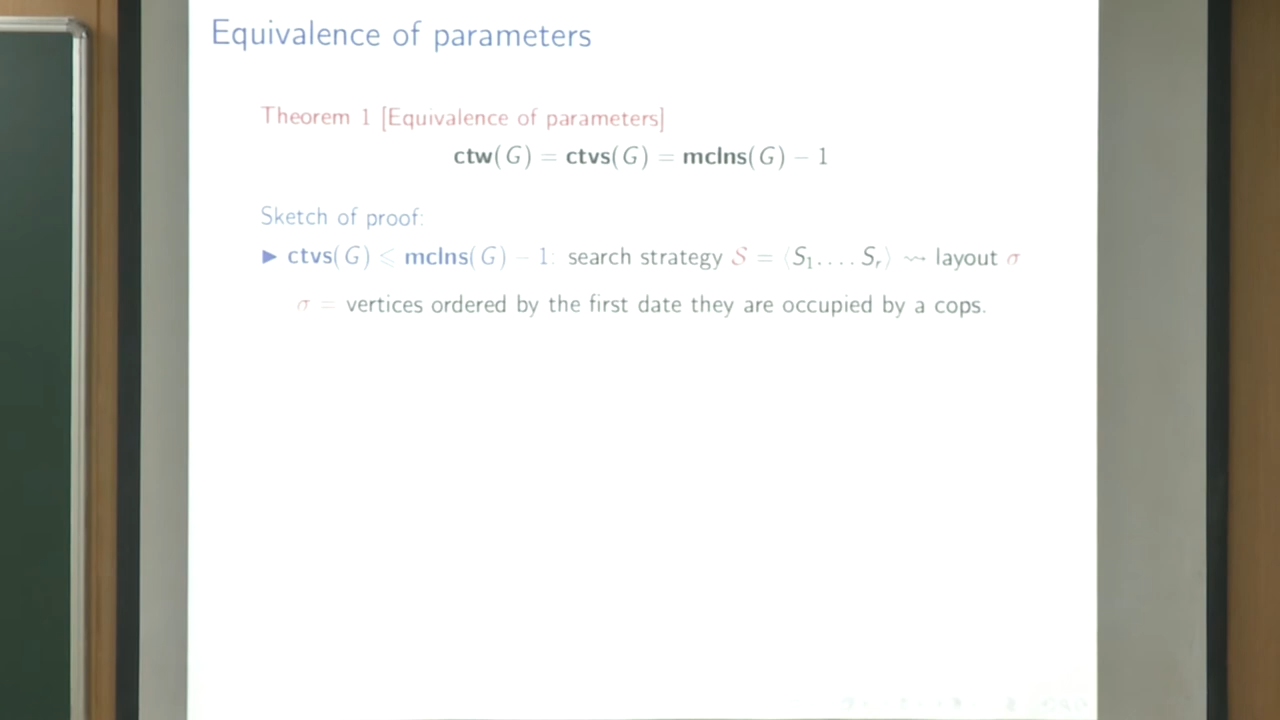 Equivalence of parameters
Theorem 1 [Equivalence of parameters]
ctw(G) = ctvs(G) = mclns(G) − 1
Sketch of proof:
▶ ctvs(G) ⩽ mclns(G) − 1: search strategy 𝒮 = ⟨S₁. . . . Sᵣ⟩ ⇝ layout σ
σ = vertices ordered by the first date they are occupied by a cops.